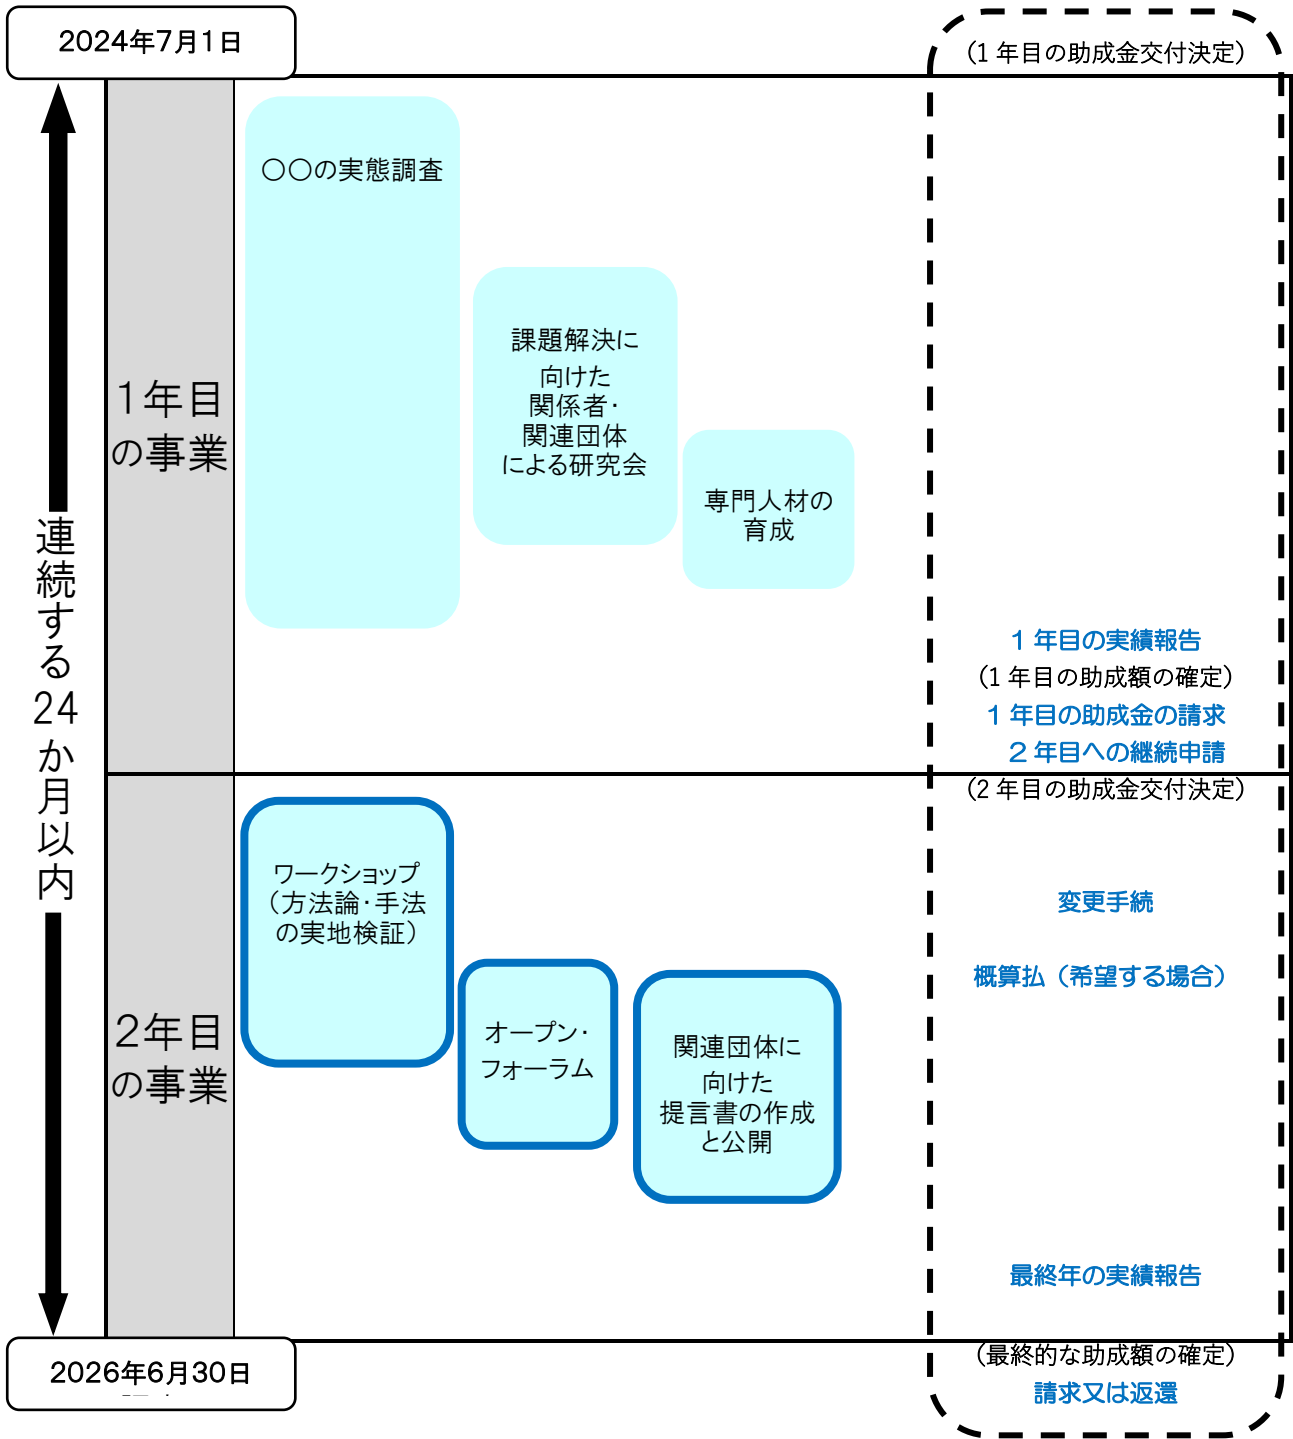 2024年7月1日
（1年目の助成金交付決定）
〇〇の実態調査
課題解決に
向けた
関係者・
関連団体
による研究会
専門人材の
育成
1年目
の事業
連続する24か月以内
1年目の実績報告
（1年目の助成額の確定）
1年目の助成金の請求
2年目への継続申請
（2年目の助成金交付決定）
ワークショップ
（方法論・手法
の実地検証）
オープン・
フォーラム
関連団体に
向けた
提言書の作成
と公開
2年目
の事業
変更手続
概算払（希望する場合）
最終年の実績報告
2026年6月30日
（最終的な助成額の確定）
請求又は返還